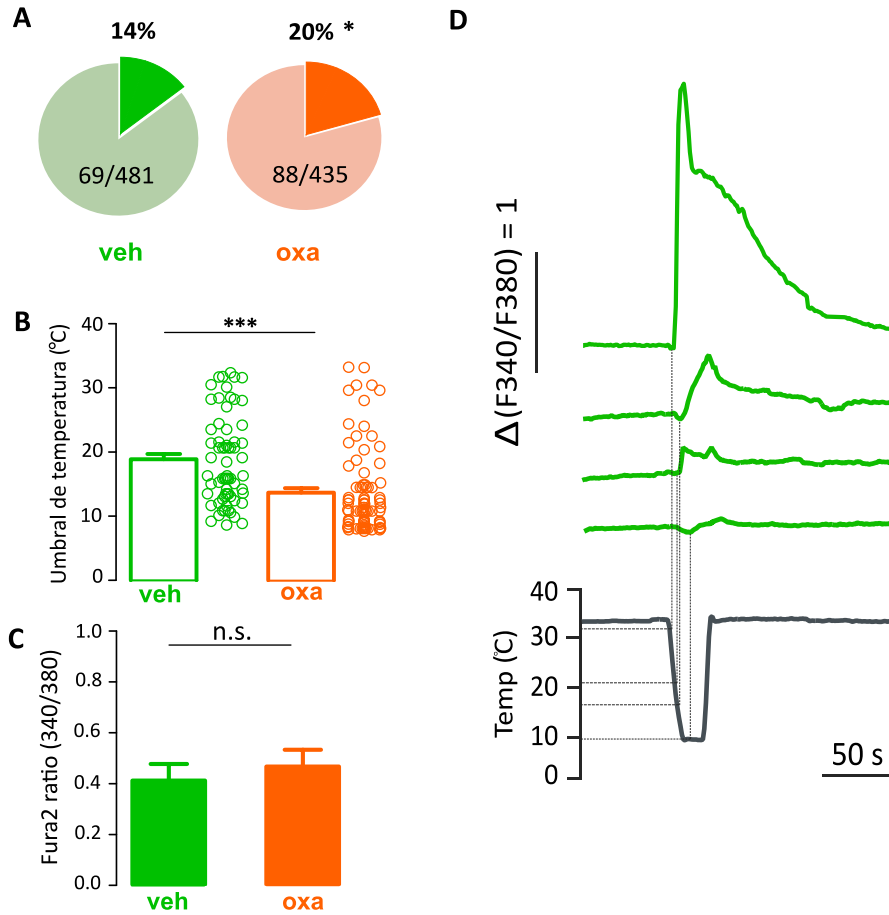 A
14%
20% *
69/481
88/435
veh
oxa
B
Umbral de temperatura (ºC)
40
30
20
10
0
***
veh
oxa
C
Fura2 ratio (340/380)
1.0
0.8
0.6
0.4
0.2
0.0
n.s.
veh
oxa
D
Δ(F340/F380) = 1
Temp (°C)
40
30
20
10
0
50 s